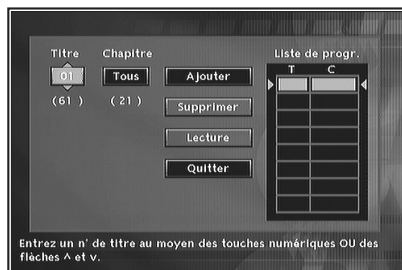 Titre Chapitre Liste de progr.
T C
01 Tous Ajouter
(61 ) (21 )
Supprimer
Lecture
Quitter
Entrez un n' de titre au moyen des touches numériques OU des
flèches ^ et v.